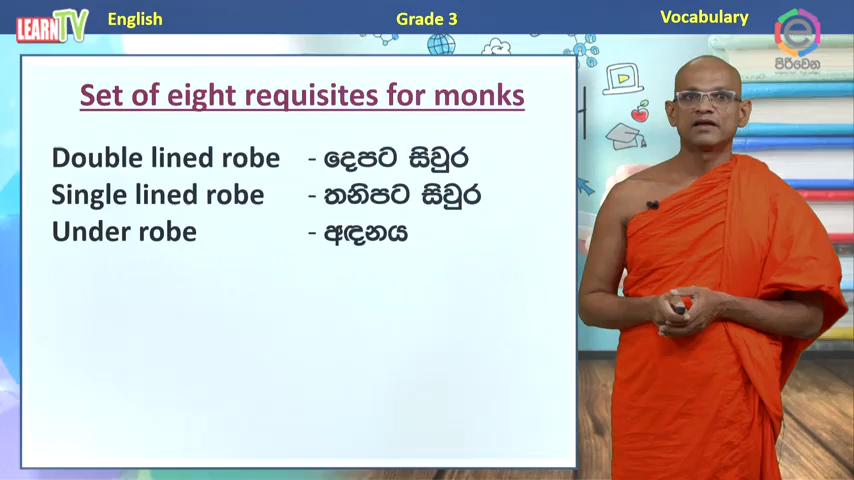 LEARN TV
English
Grade 3
Vocabulary
පිරිවෙන
Set of eight requisites for monks
Double lined robe - දෙපට සිවුර
Single lined robe - තනිපට සිවුර
Under robe - අඳනය